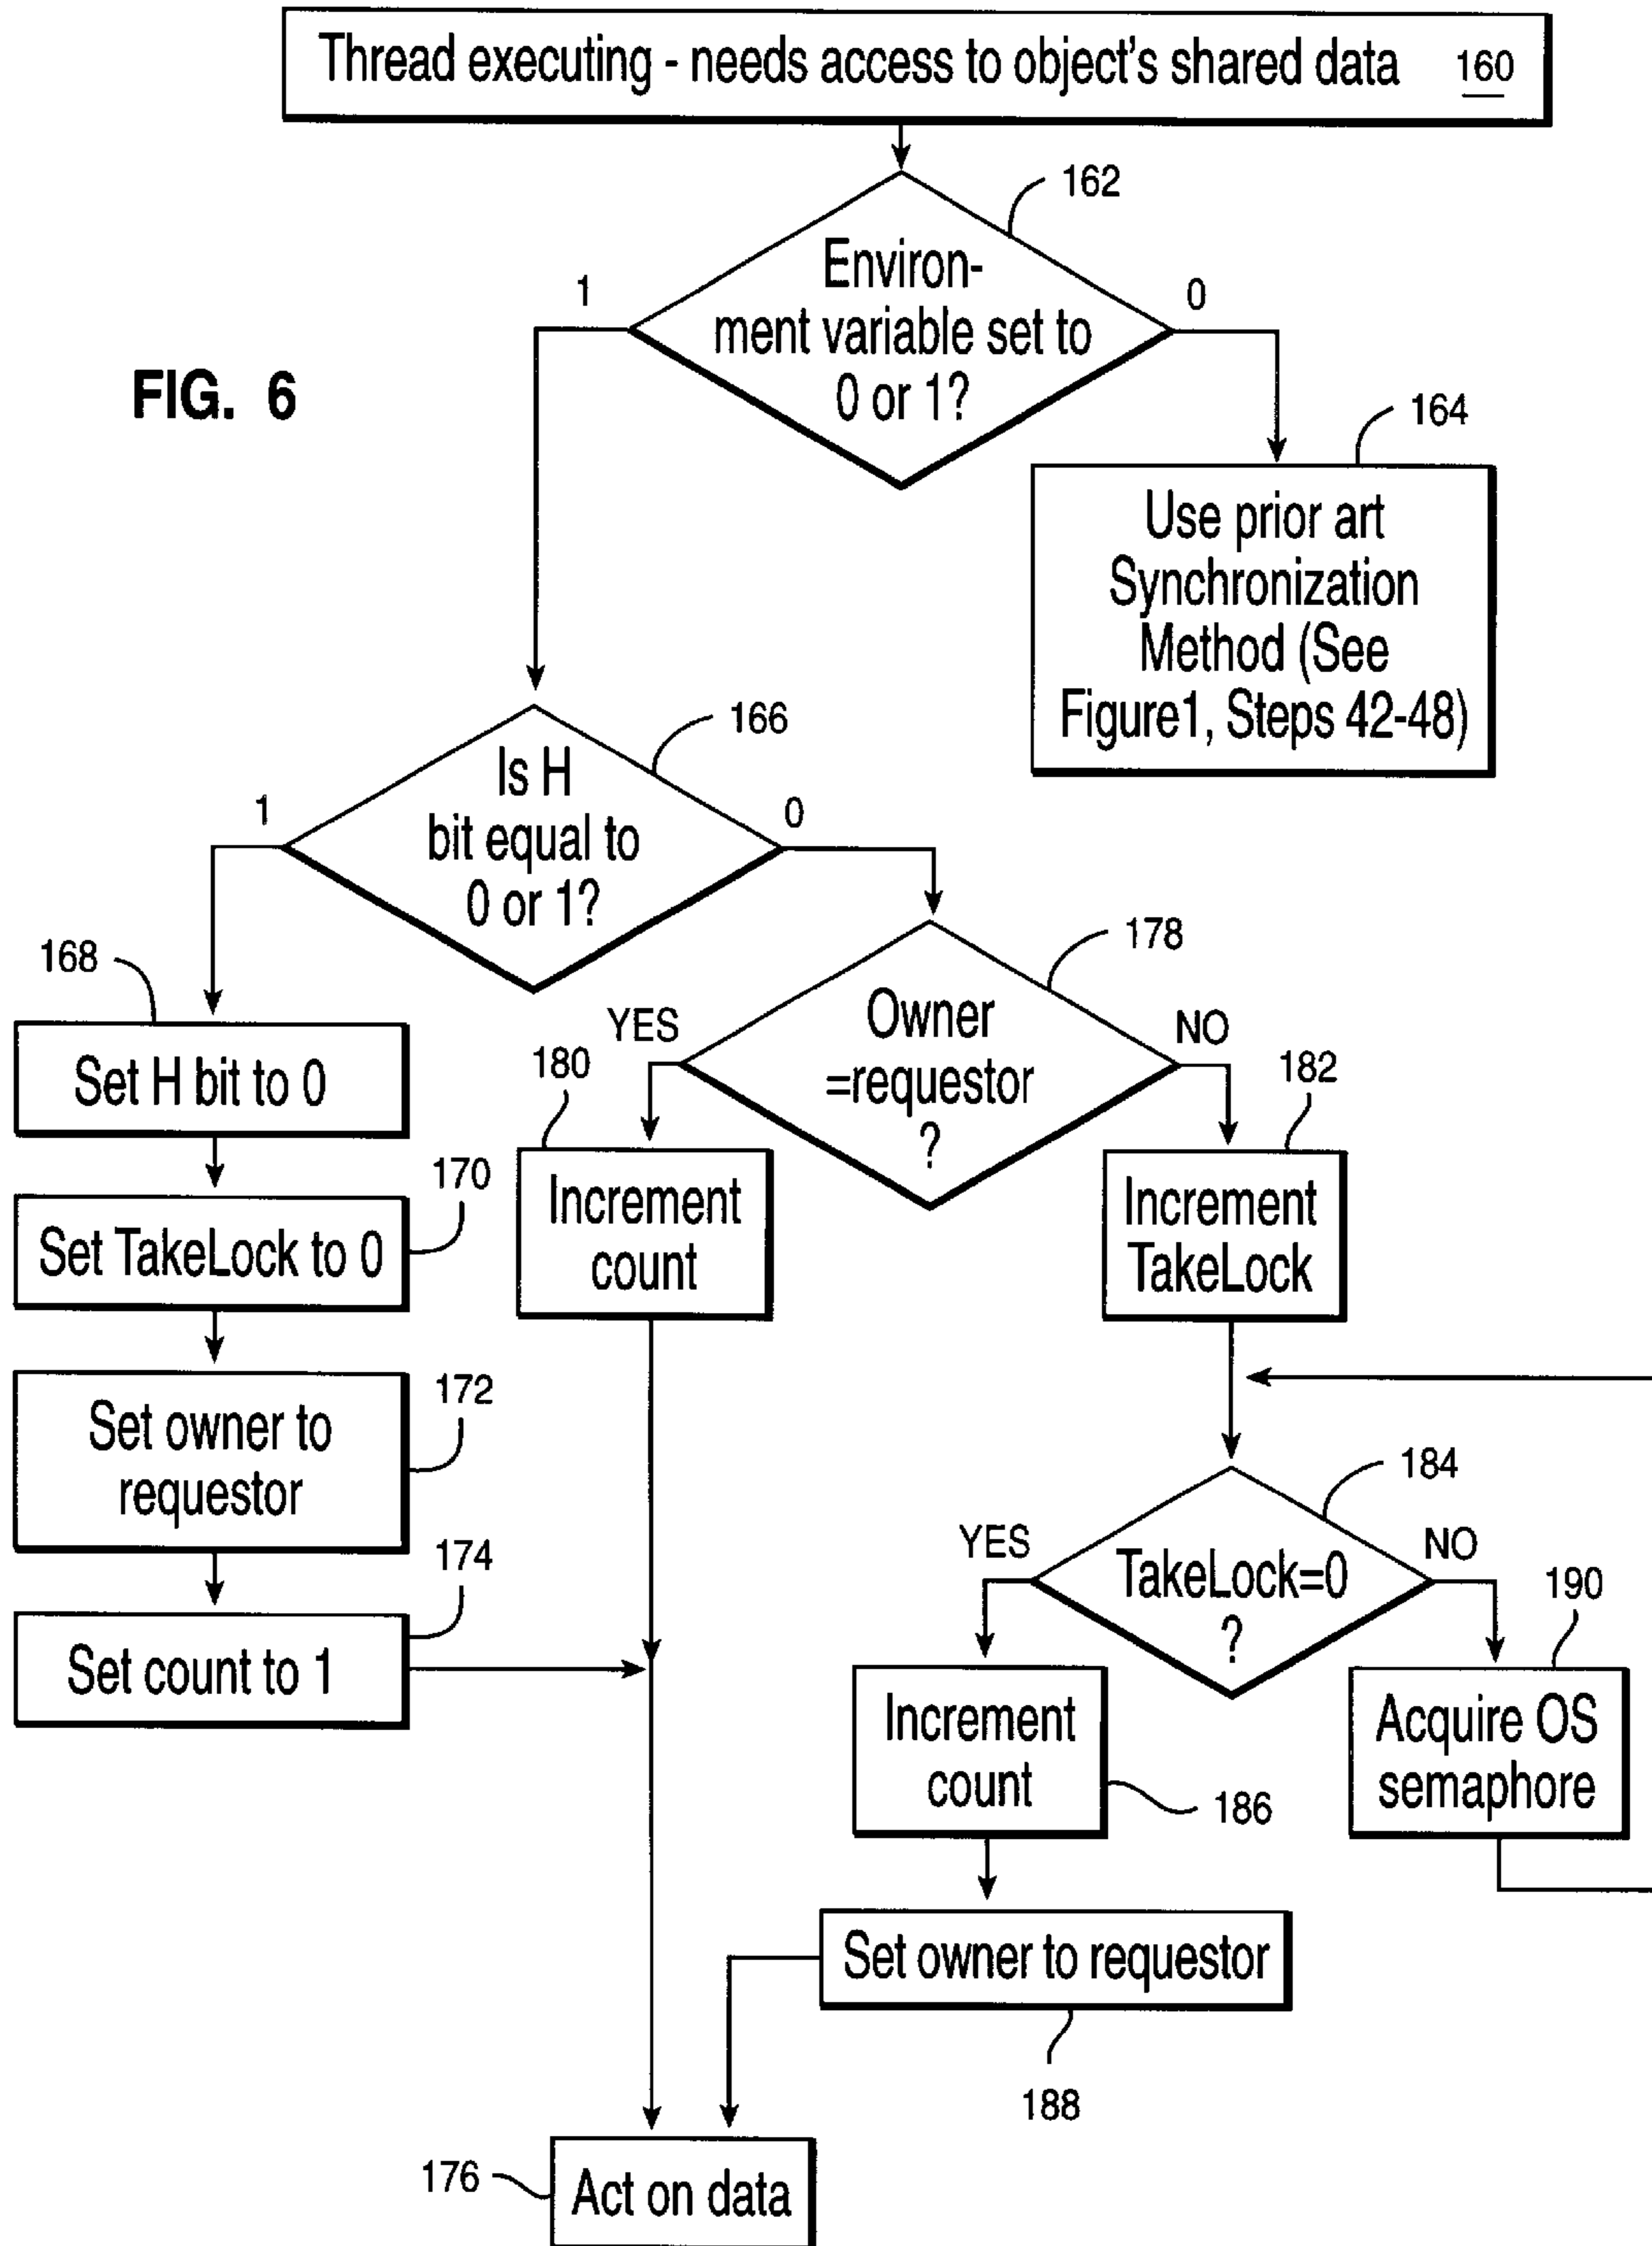 Thread executing - needs access to object's shared data 160
162
Environ-
ment variable set to
0 or 1?
1
0
FIG. 6
164
Use prior art
Synchronization
Method (See
Figure1, Steps 42-48)
166
Is H
bit equal to
0 or 1?
1
0
168
Set H bit to 0
178
Owner
=requestor
?
YES
NO
170
Set TakeLock to 0
180
Increment
count
182
Increment
TakeLock
172
Set owner to
requestor
174
Set count to 1
184
TakeLock=0
?
YES
NO
186
Increment
count
190
Acquire OS
semaphore
Set owner to requestor
188
176
Act on data